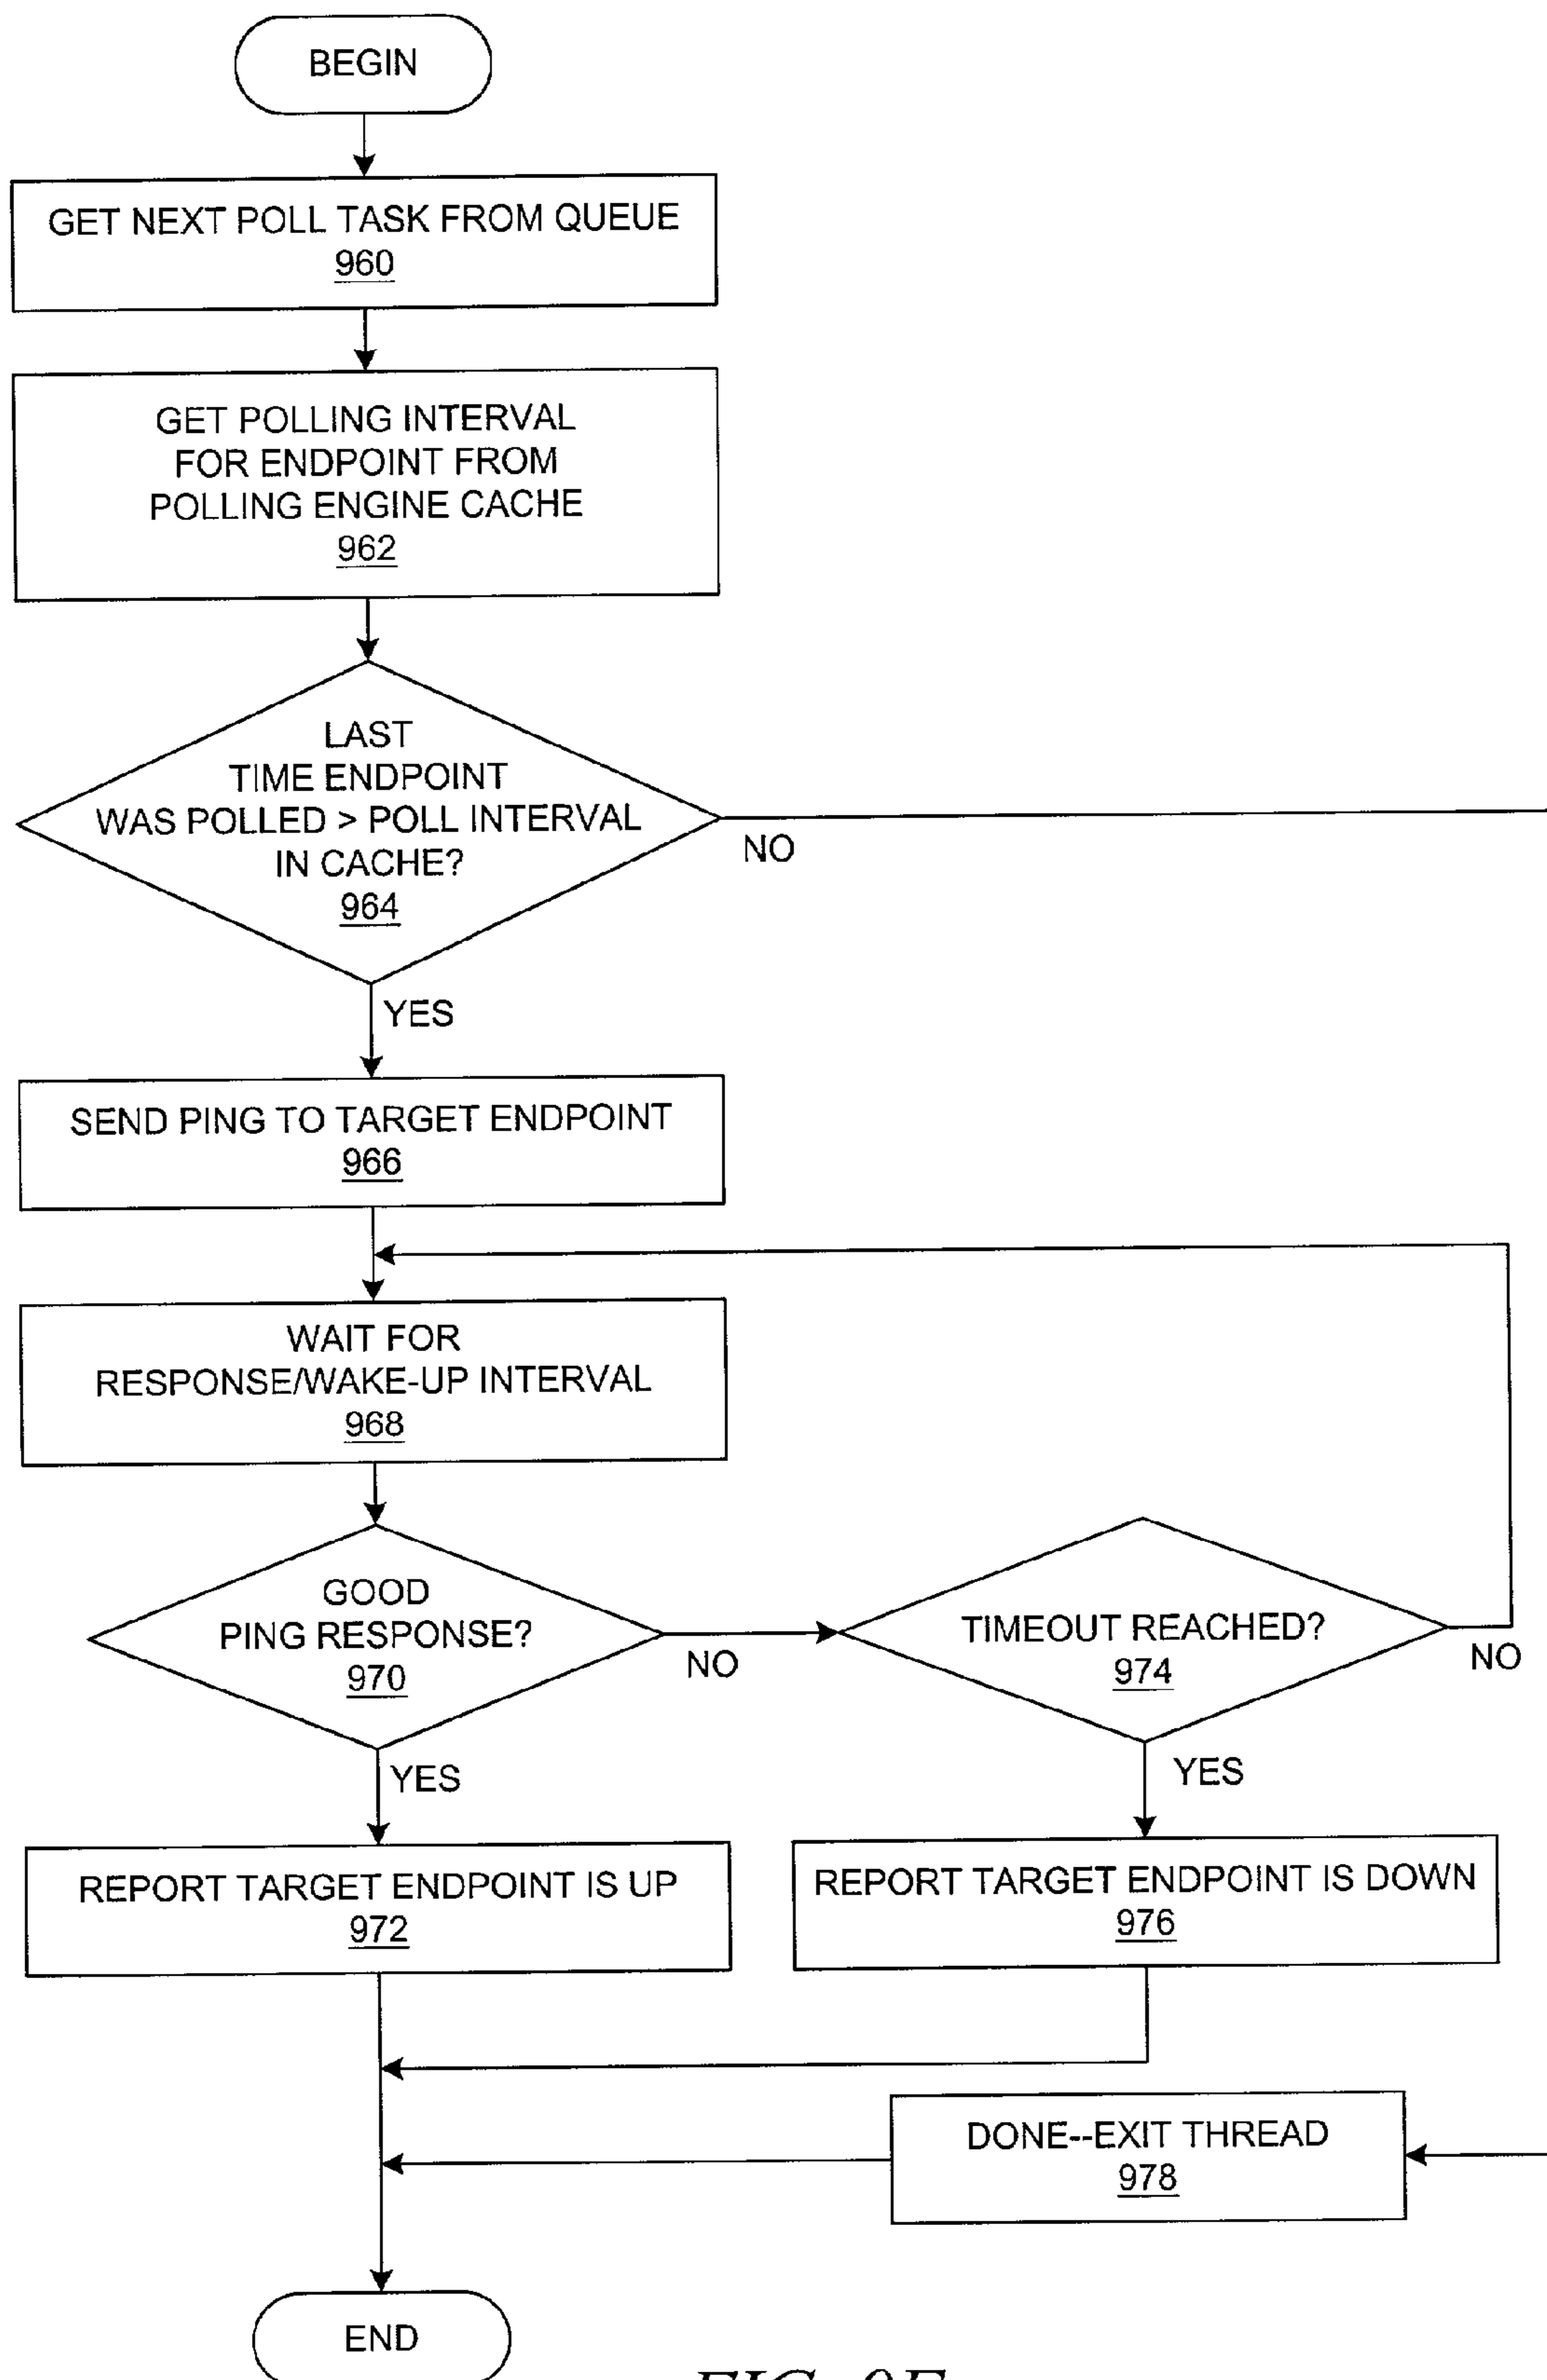 BEGIN
GET NEXT POLL TASK FROM QUEUE
960
GET POLLING INTERVAL
FOR ENDPOINT FROM
POLLING ENGINE CACHE
962
LAST
TIME ENDPOINT
WAS POLLED > POLL INTERVAL
IN CACHE?
964
NO
YES
SEND PING TO TARGET ENDPOINT
966
WAIT FOR
RESPONSE/WAKE-UP INTERVAL
968
GOOD
PING RESPONSE?
970
NO
TIMEOUT REACHED?
974
NO
YES
YES
REPORT TARGET ENDPOINT IS UP
972
REPORT TARGET ENDPOINT IS DOWN
976
DONE--EXIT THREAD
978
END